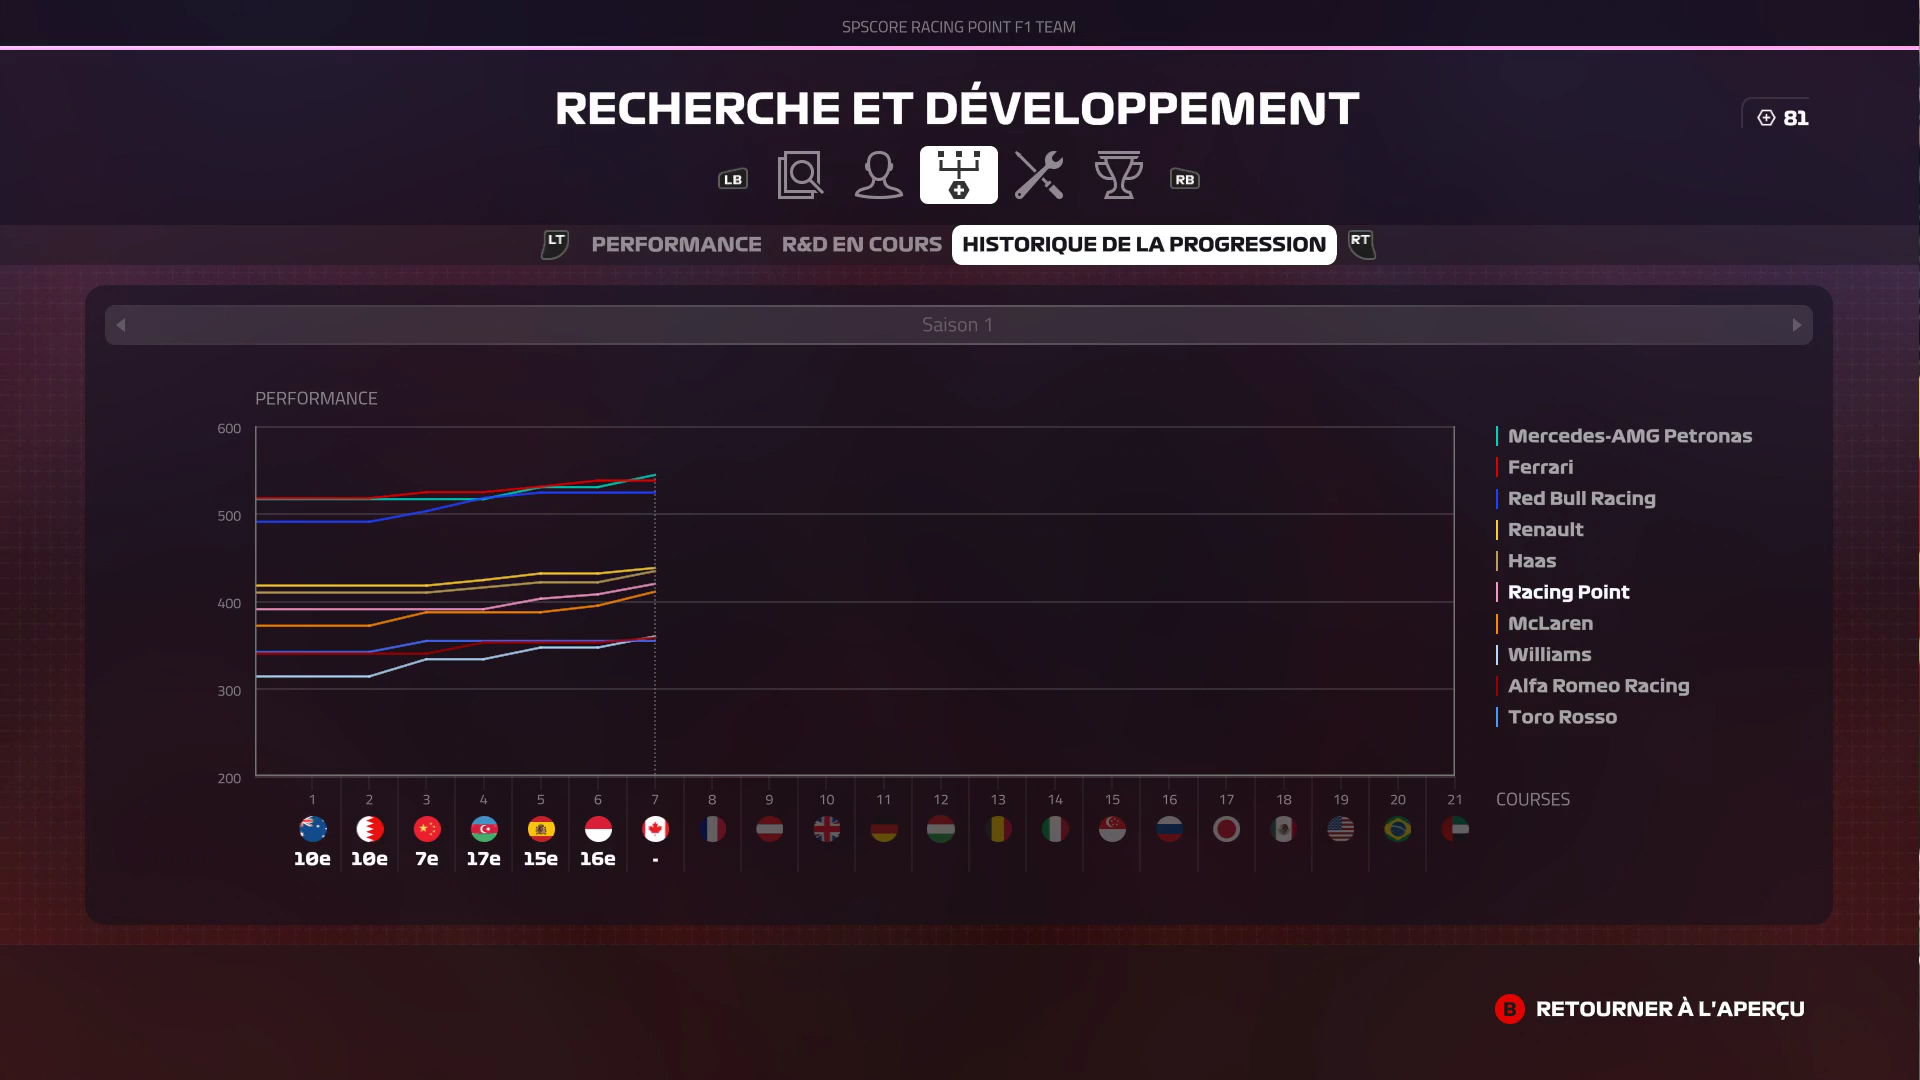 SPSCORE RACING POINT F1 TEAM
RECHERCHE ET DÉVELOPPEMENT
81
LB RB
LT PERFORMANCE R&D EN COURS HISTORIQUE DE LA PROGRESSION RT
Saison 1
PERFORMANCE
600
500
400
300
200
Mercedes-AMG Petronas
Ferrari
Red Bull Racing
Renault
Haas
Racing Point
McLaren
Williams
Alfa Romeo Racing
Toro Rosso
1 2 3 4 5 6 7 8 9 10 11 12 13 14 15 16 17 18 19 20 21 COURSES
10e 10e 7e 17e 15e 16e -
B RETOURNER À L'APERÇU